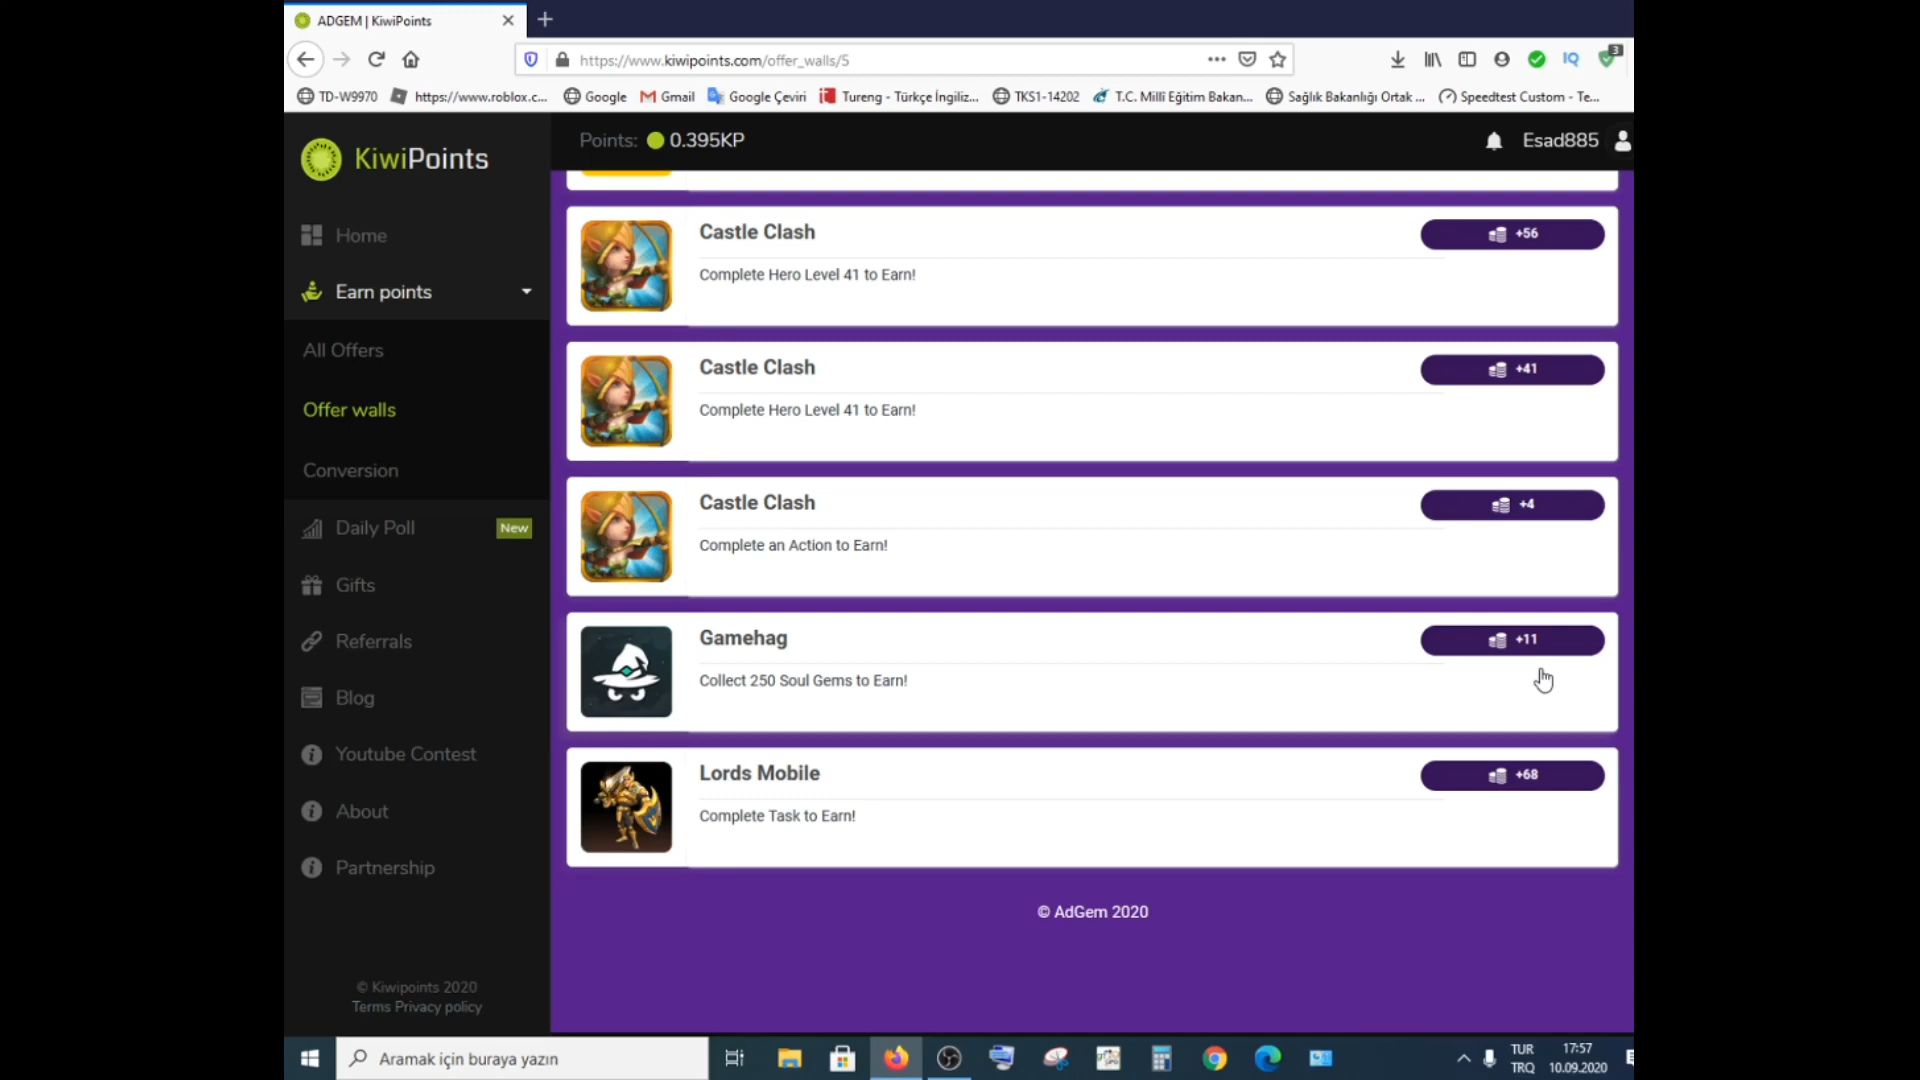 ADGEM | KiwiPoints
https://www.kiwipoints.com/offer_walls/5
3
TD-W9970
https://www.roblox.c...
Google
Gmail
Google Çeviri
Tureng - Türkçe İngiliz...
TKS1-14202
T.C. Millî Eğitim Bakan...
Sağlık Bakanlığı Ortak ...
Speedtest Custom - Te...
KiwiPoints
Points: 0.395KP
Esad885
Home
Earn points
All Offers
Offer walls
Conversion
Daily Poll New
Gifts
Referrals
Blog
Youtube Contest
About
Partnership
© Kiwipoints 2020
Terms Privacy policy
Castle Clash
+56
Complete Hero Level 41 to Earn!
Castle Clash
+41
Complete Hero Level 41 to Earn!
Castle Clash
+4
Complete an Action to Earn!
Gamehag
+11
Collect 250 Soul Gems to Earn!
Lords Mobile
+68
Complete Task to Earn!
© AdGem 2020
Aramak için buraya yazın
TUR
TRQ
17:57
10.09.2020